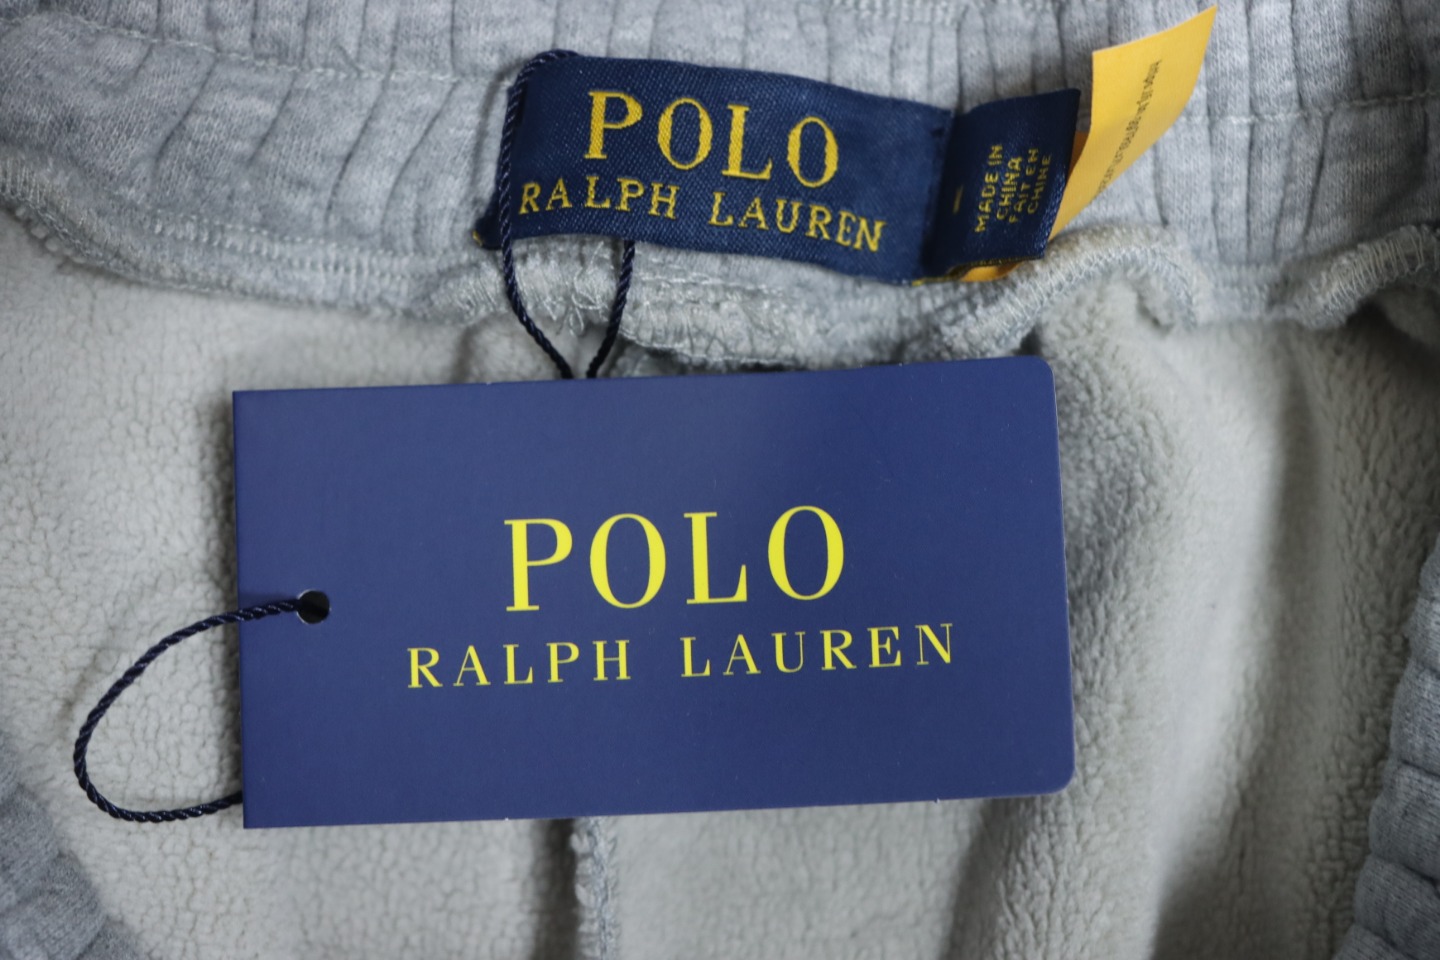 POLO
RALPH LAUREN
MADE IN
CHINA
FAIT EN
CHINE
POLO
RALPH LAUREN